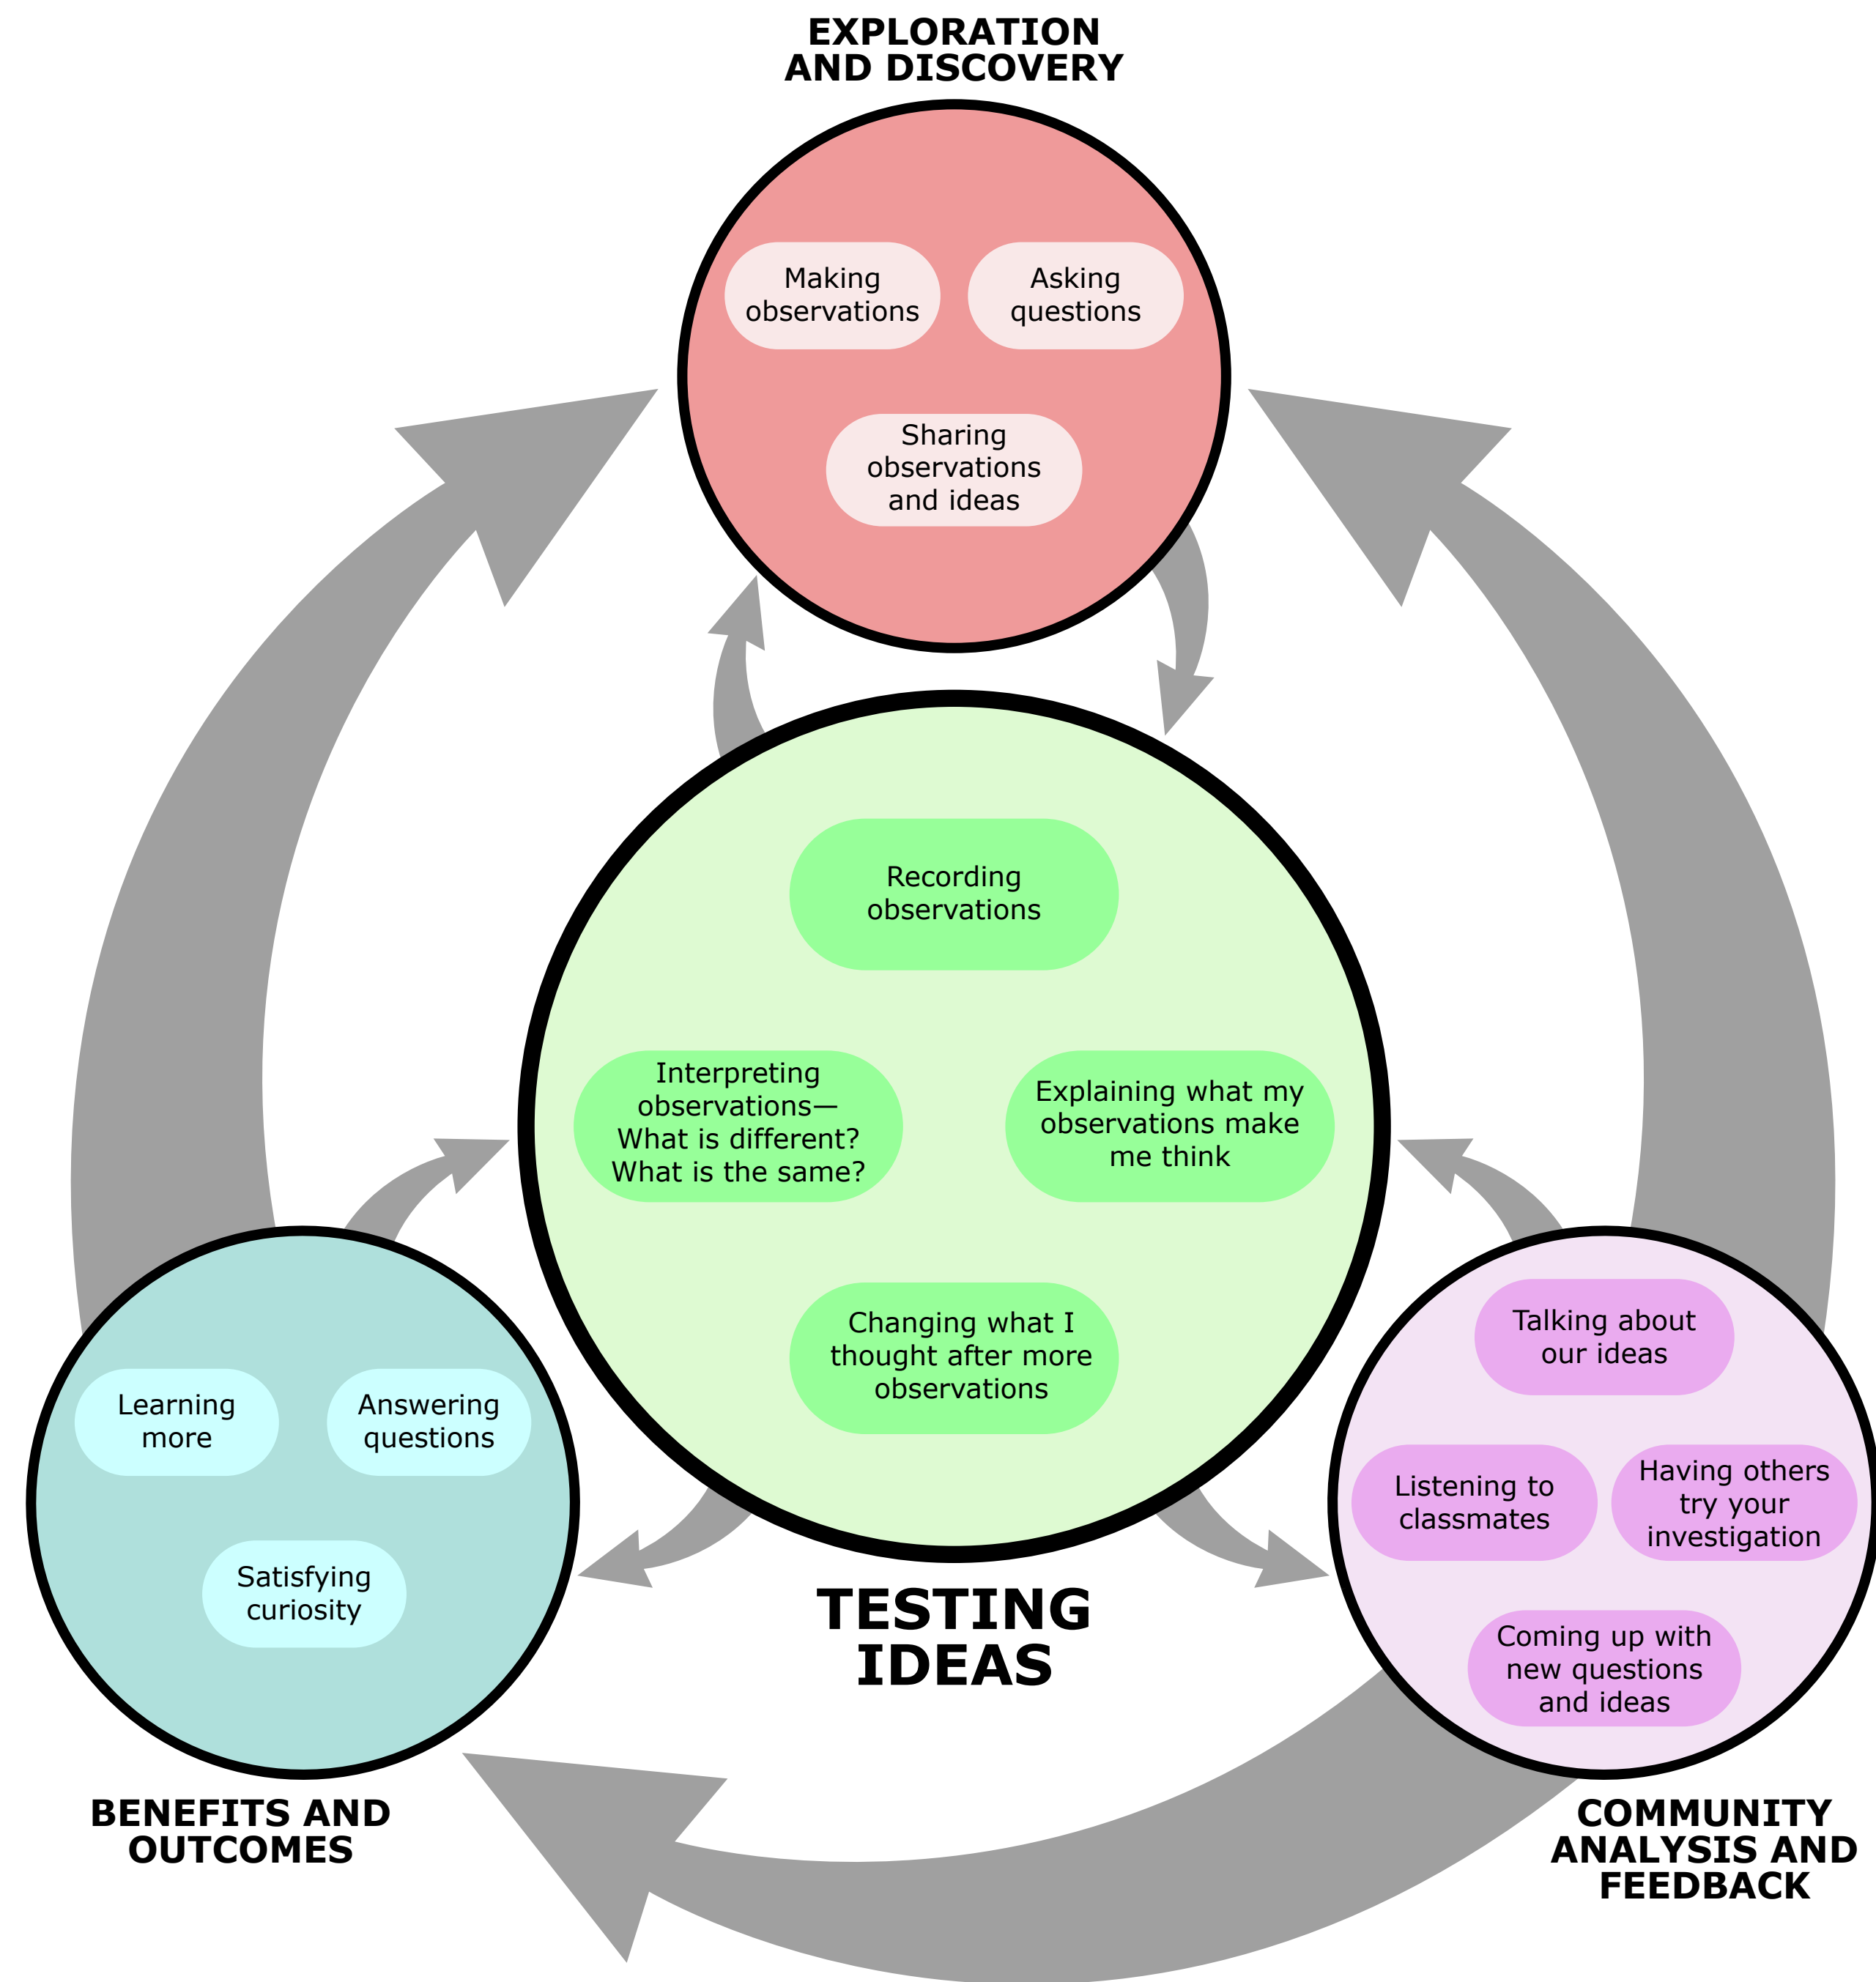 EXPLORATION
AND DISCOVERY
Making
observations
Asking
questions
Sharing
observations
and ideas
Recording
observations
Interpreting
observations—
What is different?
What is the same?
Explaining what my
observations make
me think
Changing what I
thought after more
observations
TESTING
IDEAS
Learning
more
Answering
questions
Satisfying
curiosity
BENEFITS AND
OUTCOMES
Talking about
our ideas
Listening to
classmates
Having others
try your
investigation
Coming up with
new questions
and ideas
COMMUNITY
ANALYSIS AND
FEEDBACK